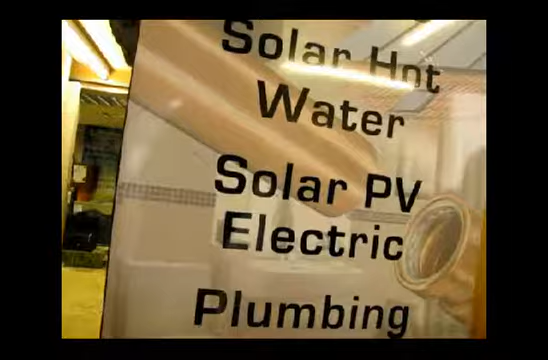 Solar Hot
Water
Solar PV
Electric
Plumbing